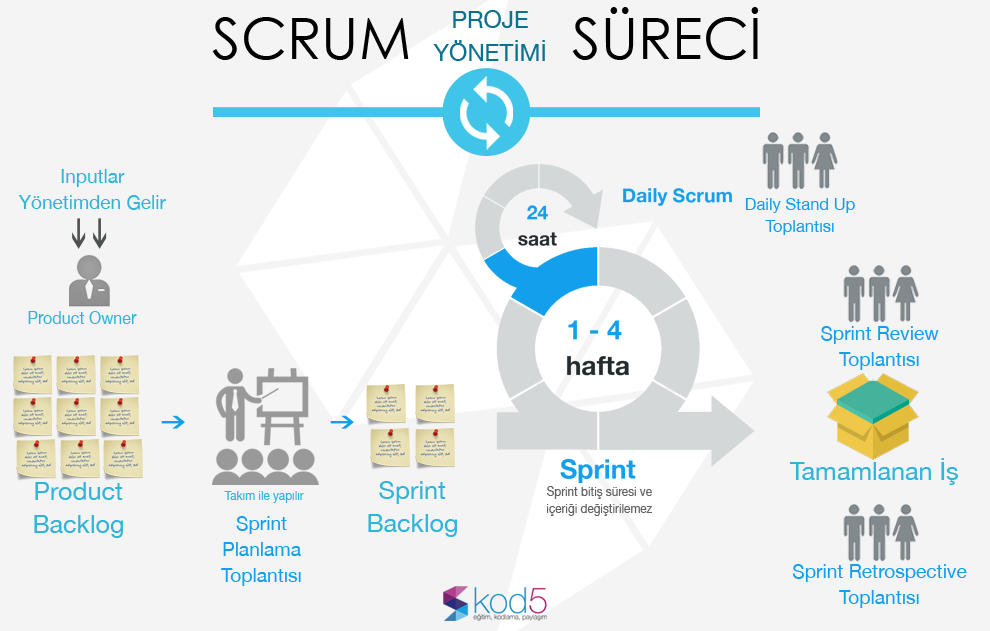 SCRUM PROJE YÖNETİMİ SÜRECİ
Inputlar
Yönetimden Gelir
Product Owner
Product
Backlog
Takım ile yapılır
Sprint
Planlama
Toplantısı
Sprint
Backlog
24
saat
1 - 4
hafta
Sprint
Sprint bitiş süresi ve
içeriği değiştirilemez
Daily Scrum
Daily Stand Up
Toplantısı
Sprint Review
Toplantısı
Tamamlanan İş
Sprint Retrospective
Toplantısı
kod5
eğitim, kodlama, paylaşım